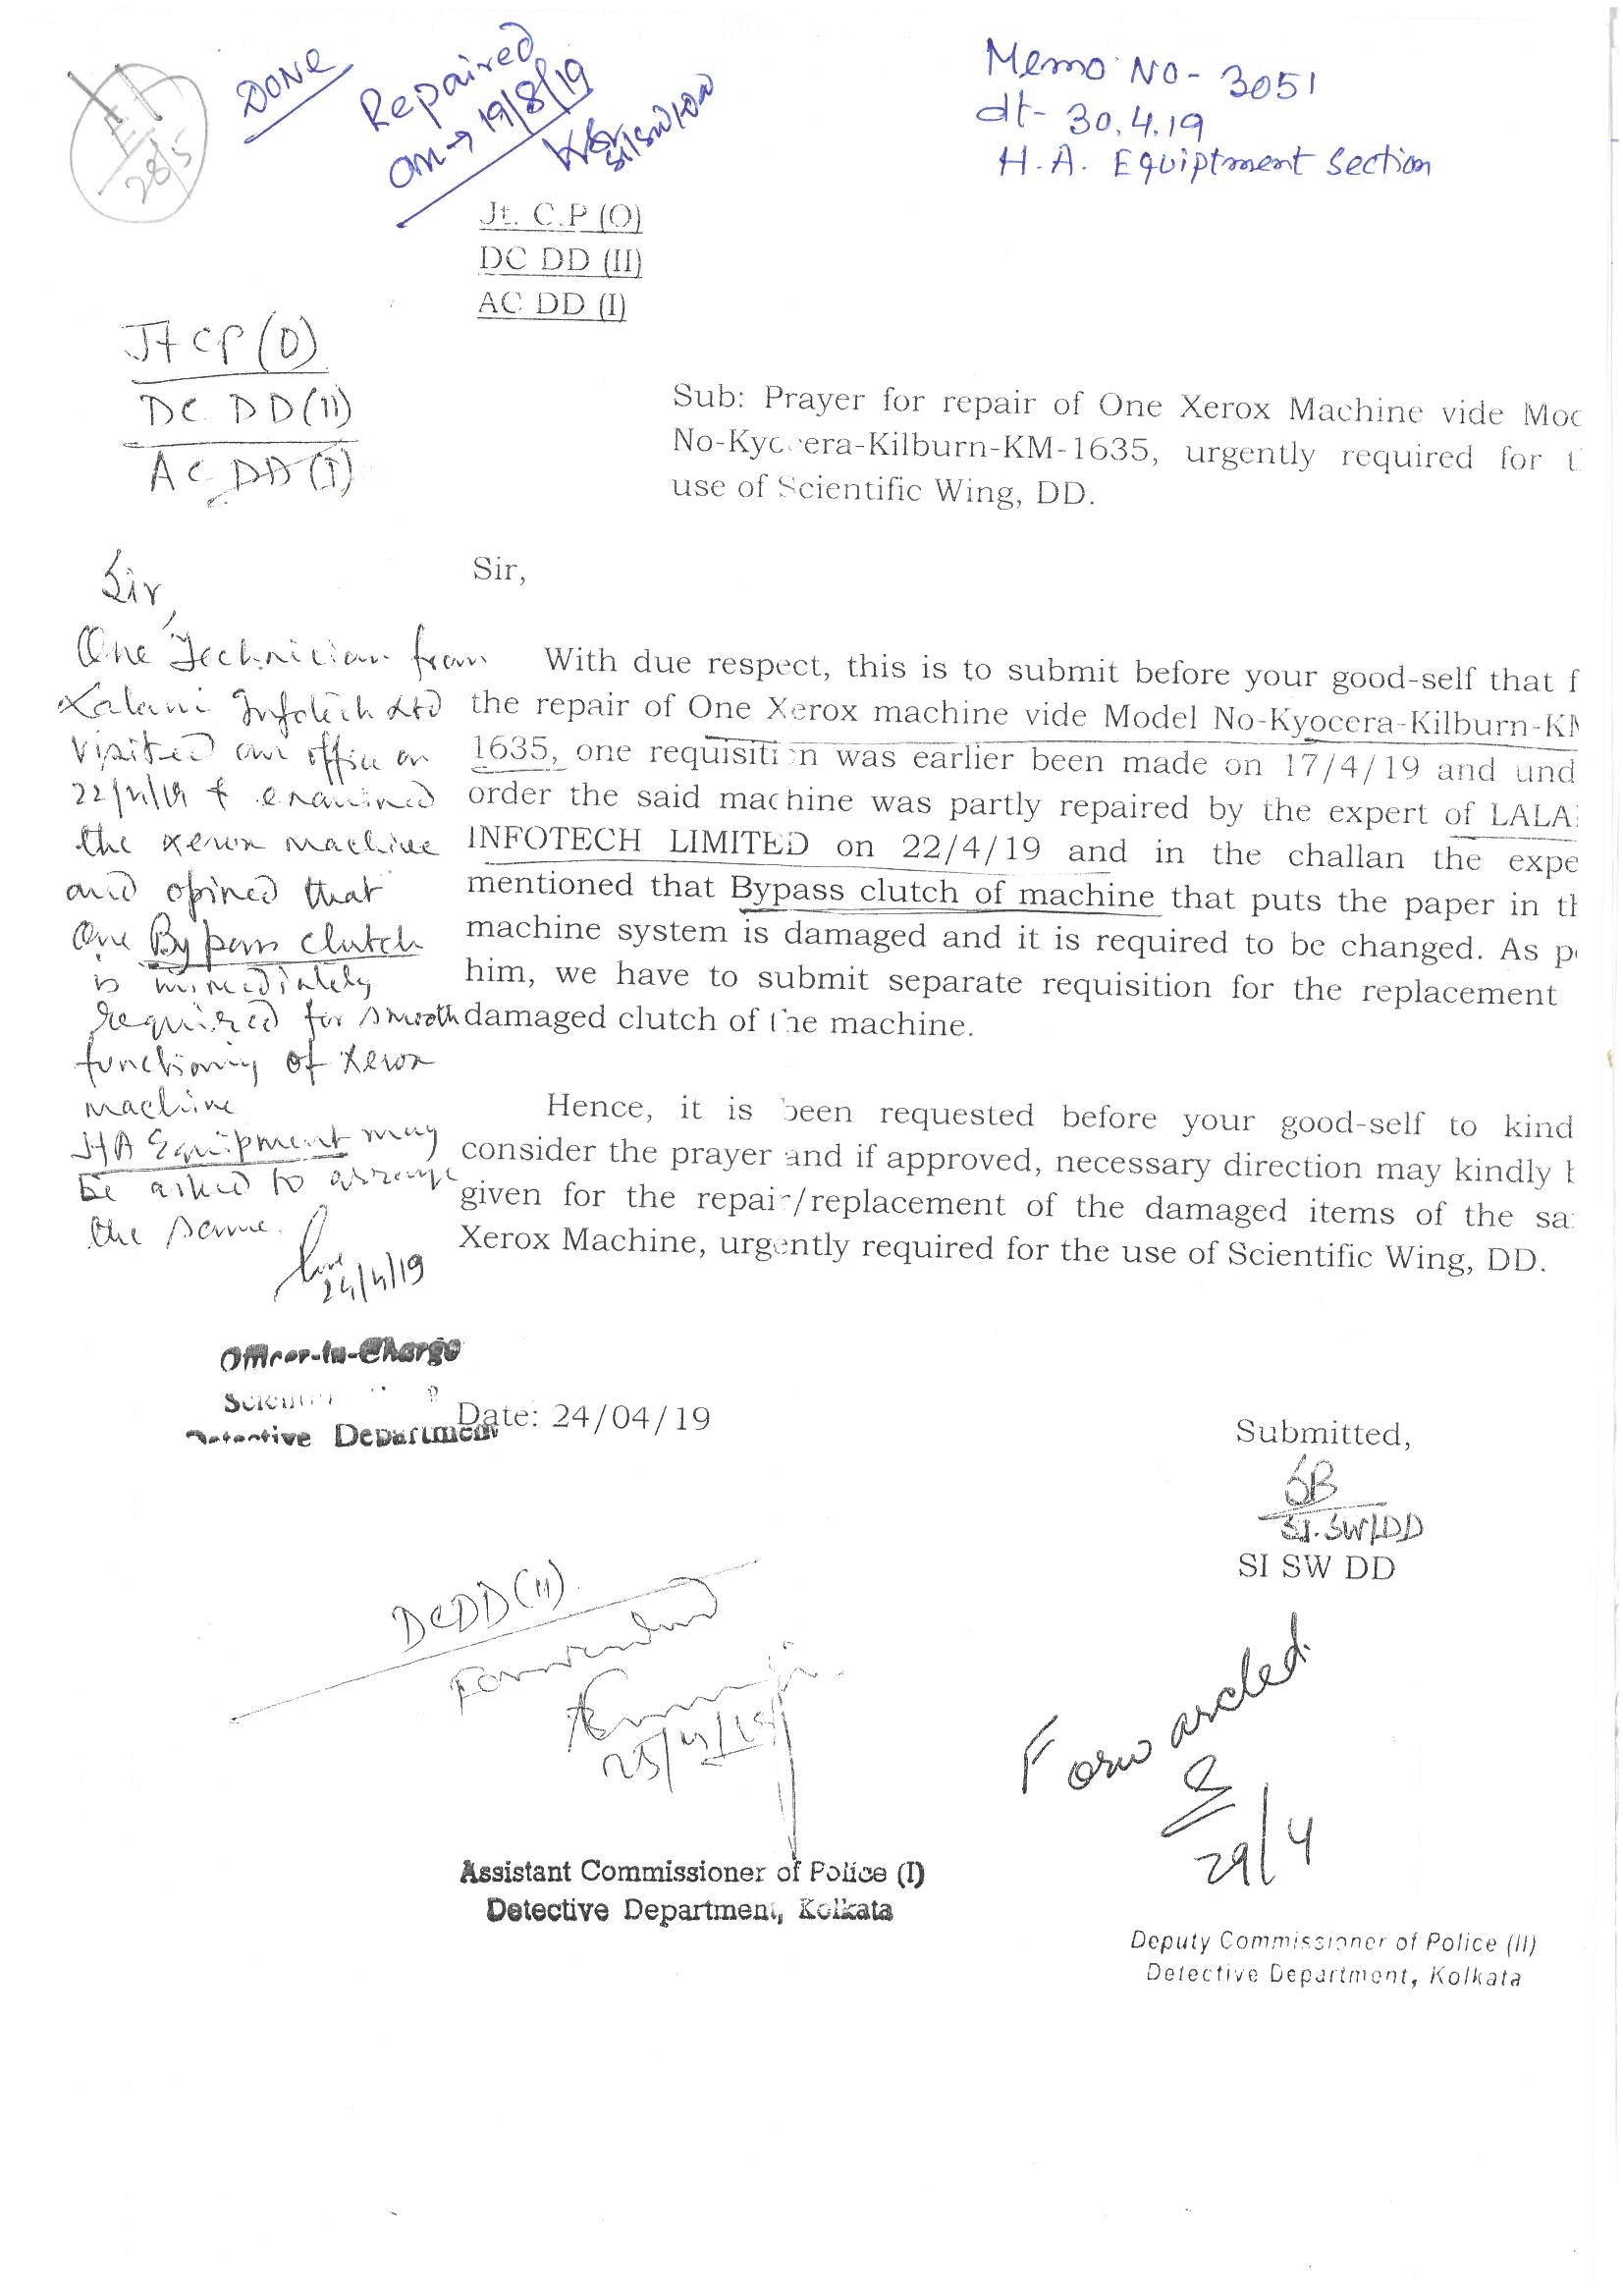 DONE
Repaired
on → 19/8/19
SI/SW/DD
Memo NO- 3051
dt- 30.4.19
H.A. Equiptment Section
28/5
Jt. C.P (O)
DC DD (II)
AC DD (I)
Jt CP (O)
DC DD (II)
AC DD (I)
Sub: Prayer for repair of One Xerox Machine vide Mod
No-Kyocera-Kilburn-KM-1635, urgently required for t
use of Scientific Wing, DD.
Sir,
One Technician from
Lalani Infotech Ltd
visited our office on
22/4/19 & examined
the xerox machine
and opined that
One Bypass Clutch
is immediately
required for smooth
functioning of Xerox
machine
HA Equipment may
be asked to arrange
the same.
24/4/19
Officer-In-Charge
Detective Department
Sir,
With due respect, this is to submit before your good-self that f
the repair of One Xerox machine vide Model No-Kyocera-Kilburn-KM
1635, one requisition was earlier been made on 17/4/19 and und
order the said machine was partly repaired by the expert of LALA
INFOTECH LIMITED on 22/4/19 and in the challan the expe
mentioned that Bypass clutch of machine that puts the paper in th
machine system is damaged and it is required to be changed. As p
him, we have to submit separate requisition for the replacement
damaged clutch of the machine.
Hence, it is been requested before your good-self to kind
consider the prayer and if approved, necessary direction may kindly b
given for the repair/replacement of the damaged items of the sa
Xerox Machine, urgently required for the use of Scientific Wing, DD.
Date: 24/04/19
Submitted,
SB
SI.SW/DD
SI SW DD
DCDD(II)
Forwarded
25/4/19
Assistant Commissioner of Police (I)
Detective Department, Kolkata
Forwarded.
29/4
Deputy Commissioner of Police (II)
Detective Department, Kolkata